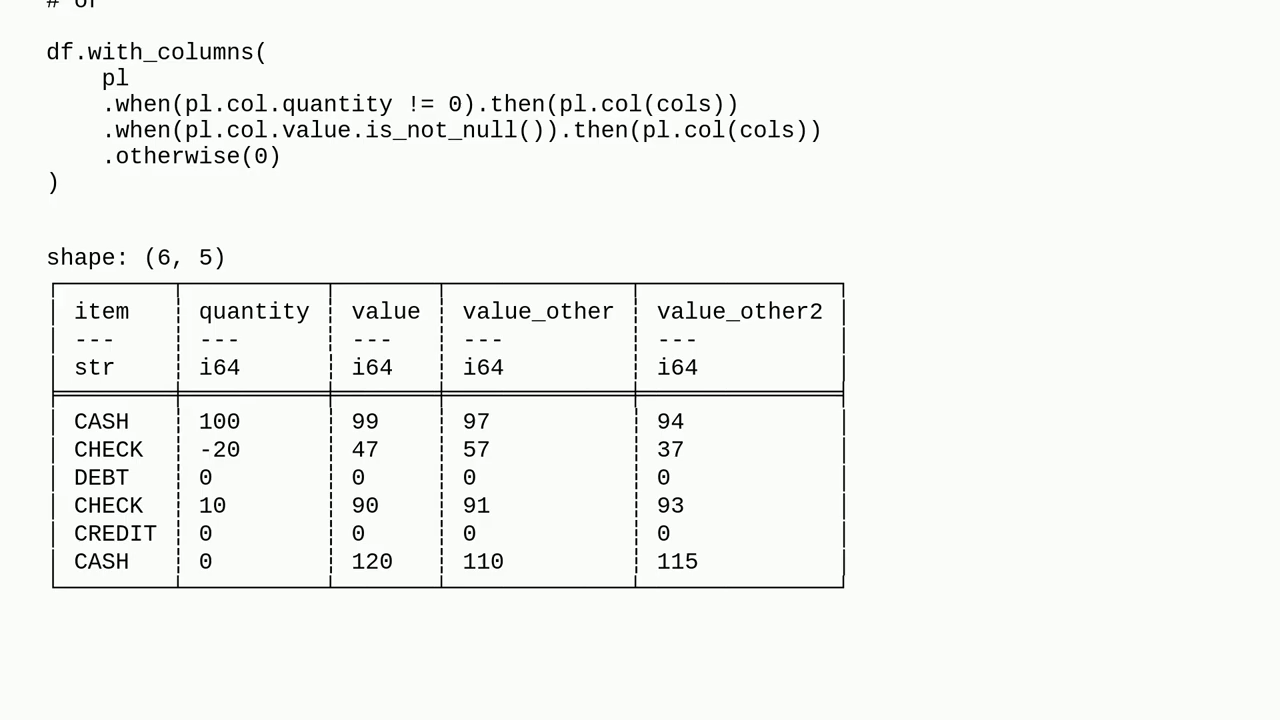 # or
df.with_columns(
    pl
    .when(pl.col.quantity != 0).then(pl.col(cols))
    .when(pl.col.value.is_not_null()).then(pl.col(cols))
    .otherwise(0)
)
shape: (6, 5)
item quantity value value_other value_other2
--- --- --- --- ---
str i64 i64 i64 i64
CASH 100 99 97 94
CHECK -20 47 57 37
DEBT 0 0 0 0
CHECK 10 90 91 93
CREDIT 0 0 0 0
CASH 0 120 110 115